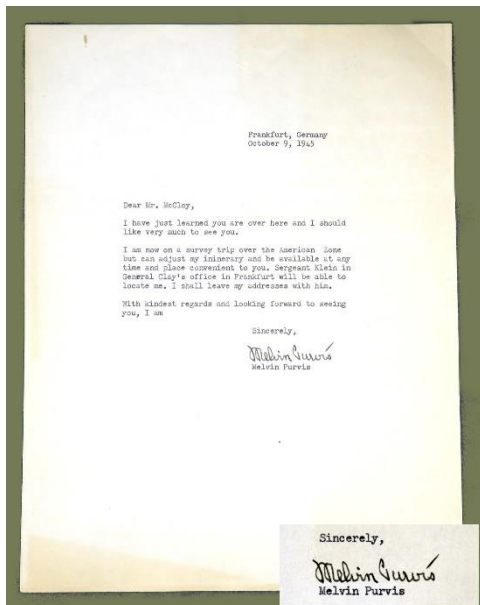 Frankfurt, Germany
October 9, 1945
Dear Mr. McCloy,
I have just learned you are over here and I should
like very much to see you.
I am now on a survey trip over the American Zone
but can adjust my ininerary and be available at any
time and place convenient to you. Sergeant Klein in
General Clay's office in Frankfurt will be able to
locate me. I shall leave my addresses with him.
With kindest regards and looking forward to seeing
you, I am
Sincerely,
Melvin Purvis
Melvin Purvis
Sincerely,
Melvin Purvis
Melvin Purvis